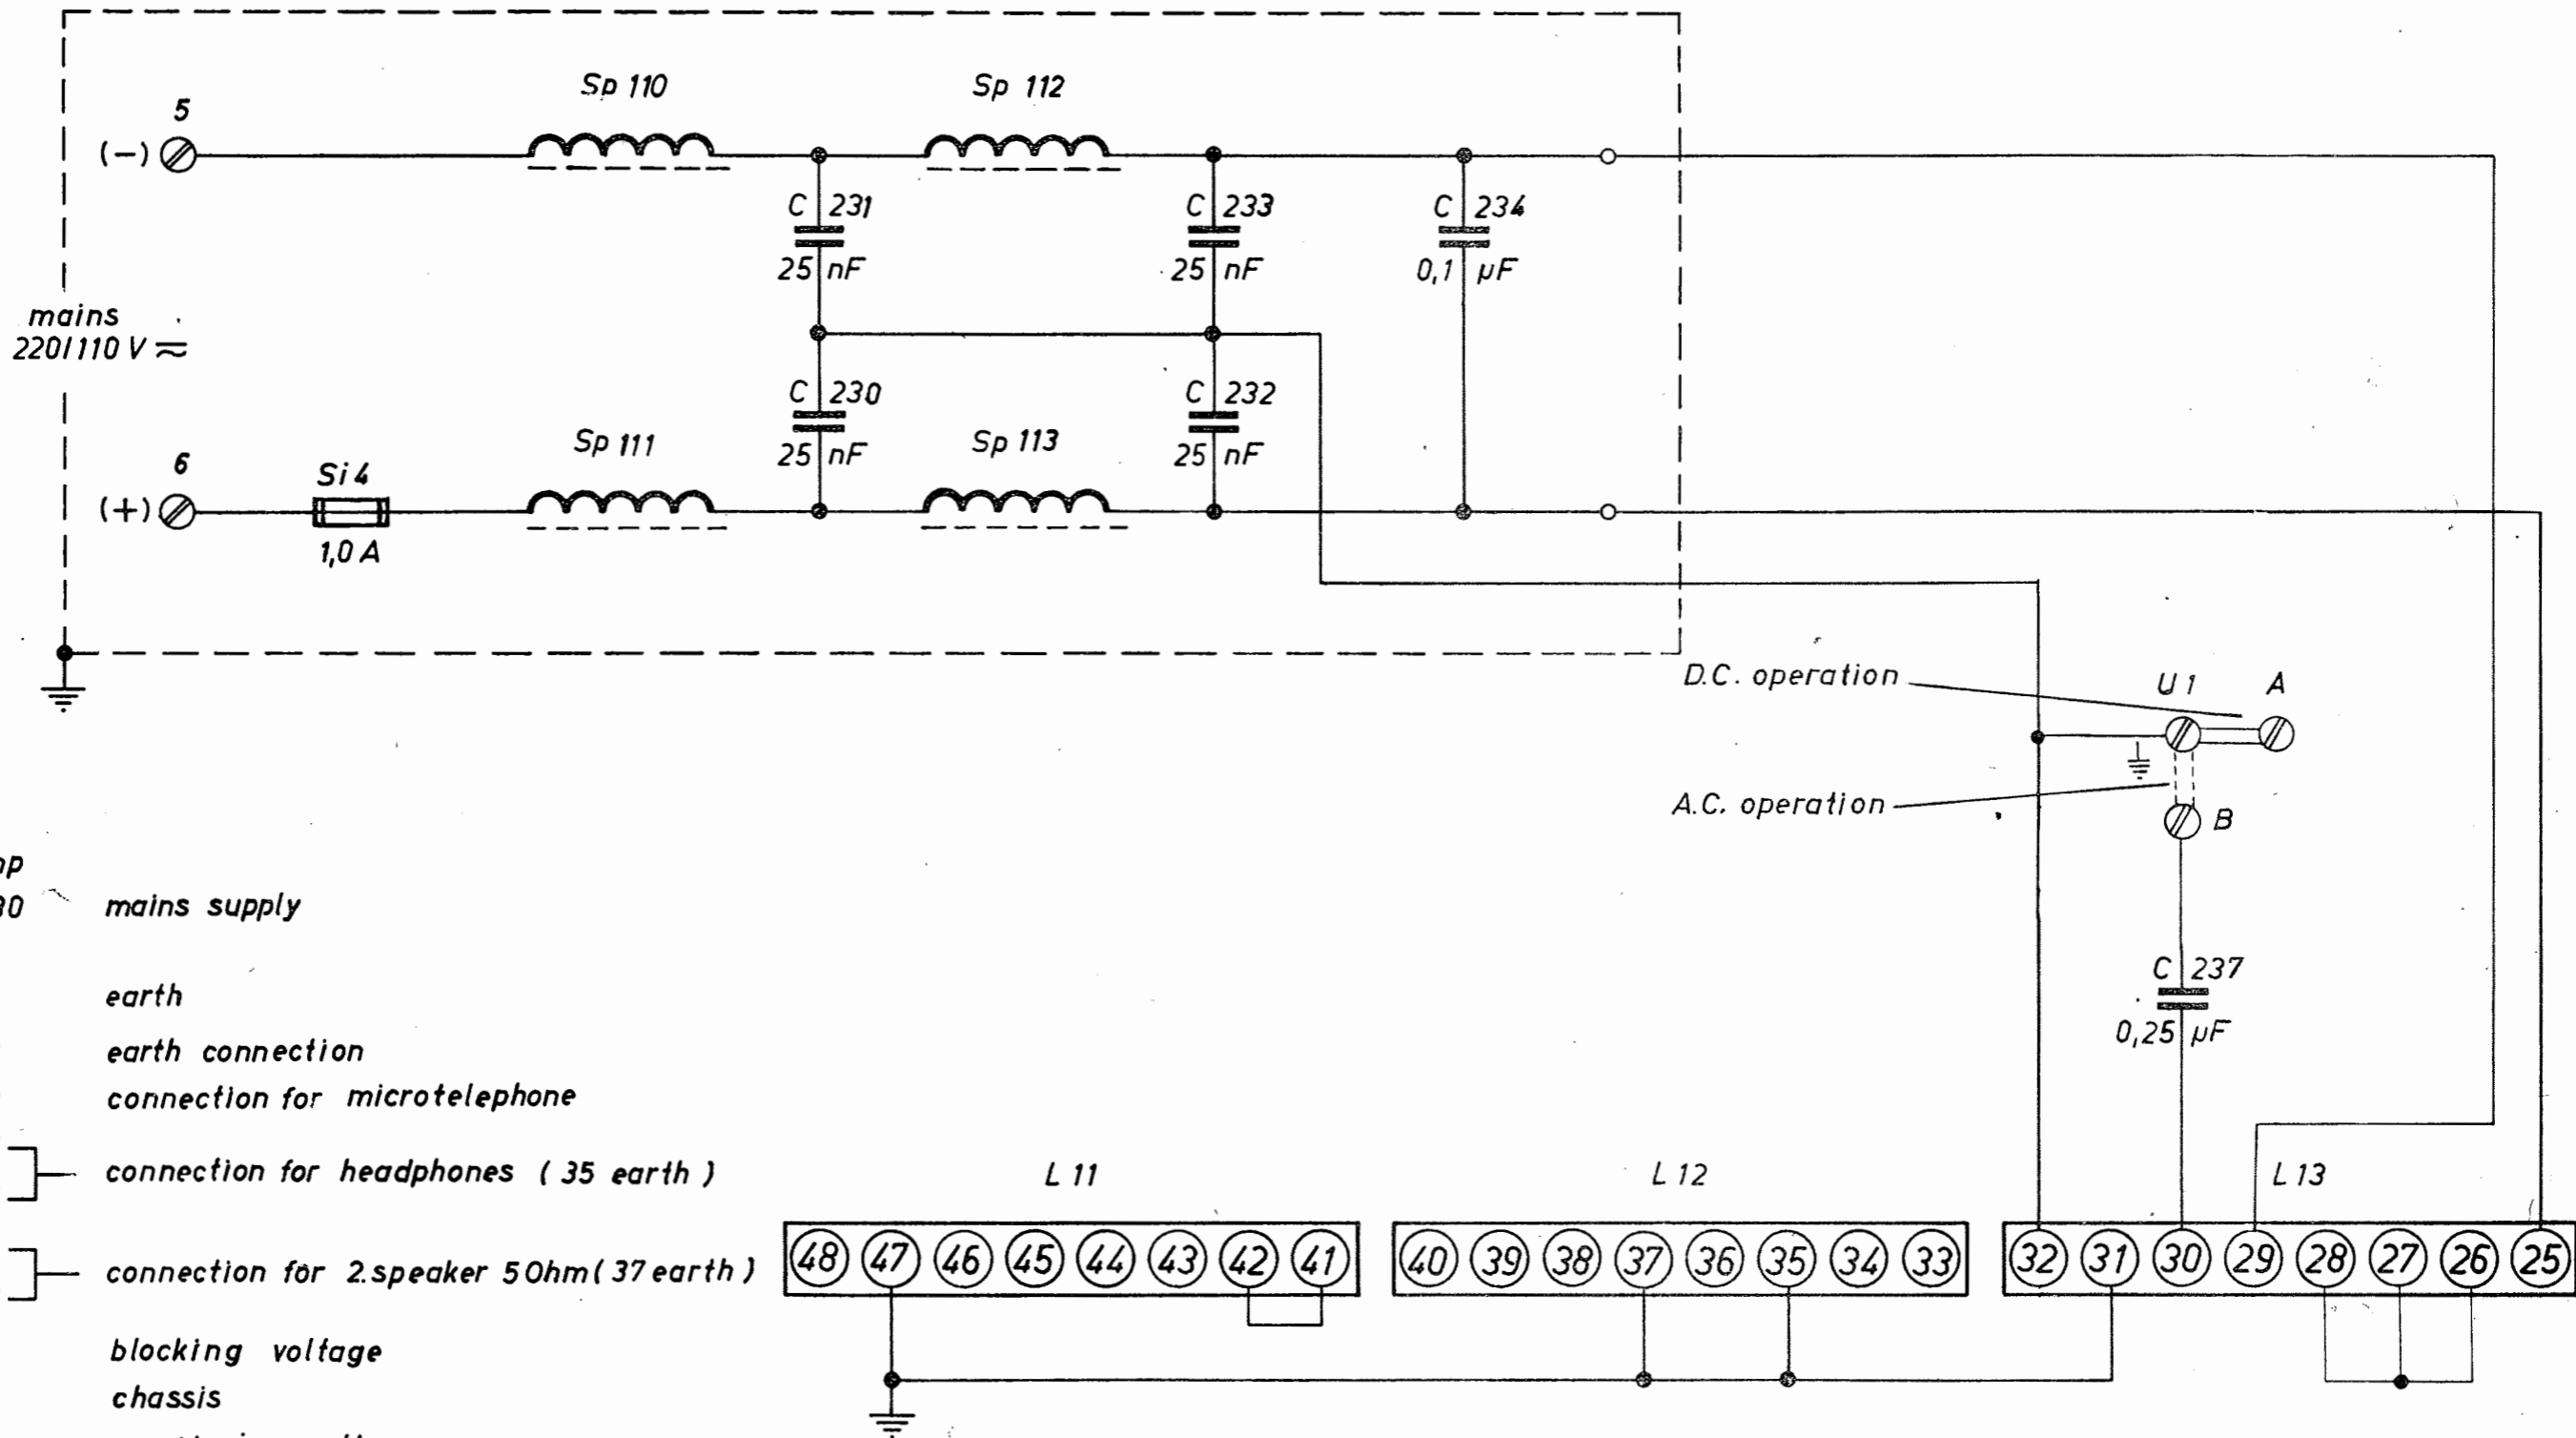 Sp 110
Sp 112
5
(-)
C 231
25 nF
C 233
25 nF
C 234
0,1 µF
mains
220/110 V ≂
C 230
25 nF
C 232
25 nF
Sp 111
Sp 113
6
(+)
Si 4
1,0 A
D.C. operation
U 1
A
A.C. operation
B
mains supply
earth
C 237
0,25 µF
earth connection
connection for microtelephone
connection for headphones ( 35 earth )
L 11
L 12
L 13
connection for 2.speaker 5 Ohm ( 37 earth )
48 47 46 45 44 43 42 41
40 39 38 37 36 35 34 33
32 31 30 29 28 27 26 25
blocking voltage
chassis